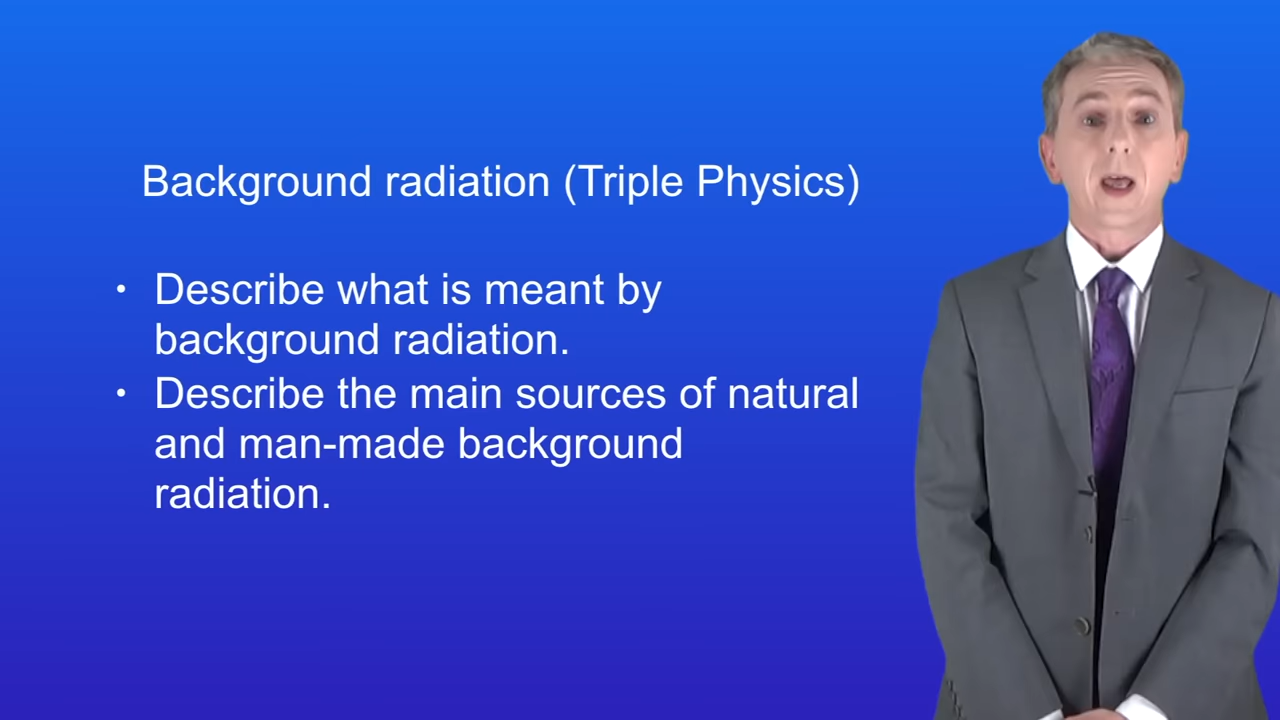 Background radiation (Triple Physics)
• Describe what is meant by
background radiation.
• Describe the main sources of natural
and man-made background
radiation.